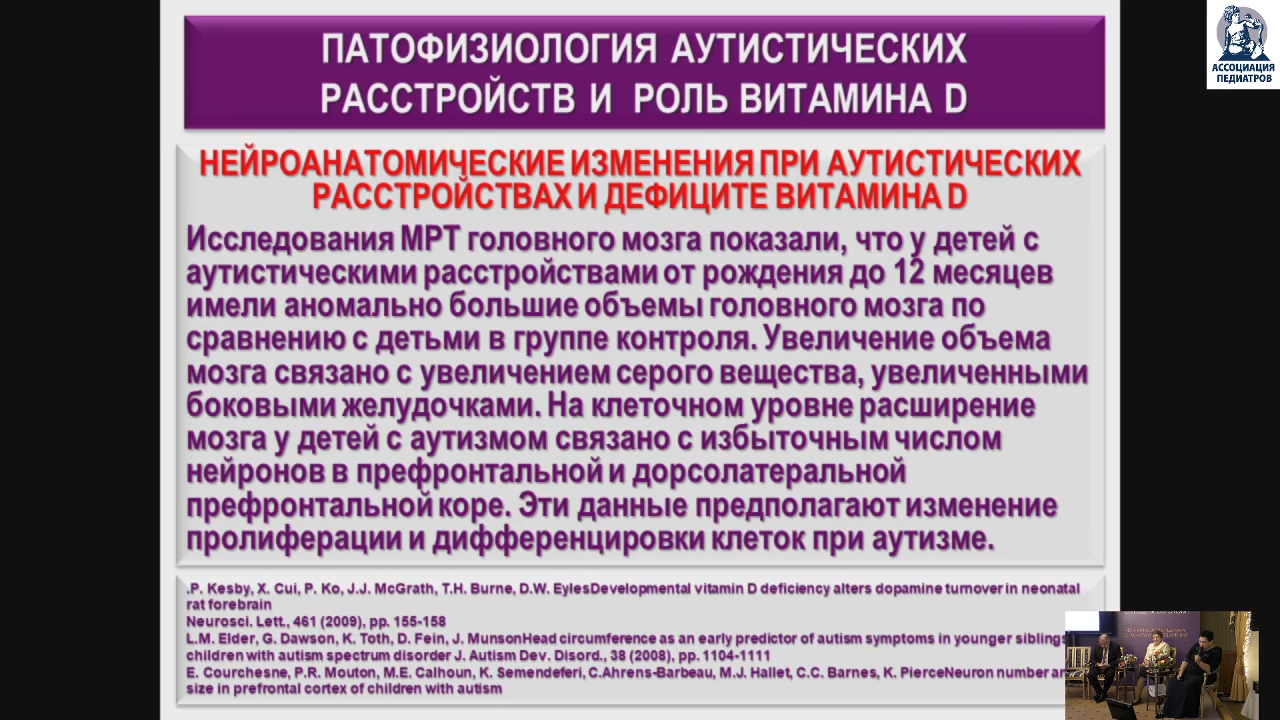 ПАТОФИЗИОЛОГИЯ АУТИСТИЧЕСКИХ
РАССТРОЙСТВ И РОЛЬ ВИТАМИНА D
АССОЦИАЦИЯ
ПЕДИАТРОВ
НЕЙРОАНАТОМИЧЕСКИЕ ИЗМЕНЕНИЯ ПРИ АУТИСТИЧЕСКИХ
РАССТРОЙСТВАХ И ДЕФИЦИТЕ ВИТАМИНА D
Исследования МРТ головного мозга показали, что у детей с
аутистическими расстройствами от рождения до 12 месяцев
имели аномально большие объемы головного мозга по
сравнению с детьми в группе контроля. Увеличение объема
мозга связано с увеличением серого вещества, увеличенными
боковыми желудочками. На клеточном уровне расширение
мозга у детей с аутизмом связано с избыточным числом
нейронов в префронтальной и дорсолатеральной
префронтальной коре. Эти данные предполагают изменение
пролиферации и дифференцировки клеток при аутизме.
.P. Kesby, X. Cui, P. Ko, J.J. McGrath, T.H. Burne, D.W. EylesDevelopmental vitamin D deficiency alters dopamine turnover in neonatal
rat forebrain
Neurosci. Lett., 461 (2009), pp. 155-158
L.M. Elder, G. Dawson, K. Toth, D. Fein, J. MunsonHead circumference as an early predictor of autism symptoms in younger siblings
children with autism spectrum disorder J. Autism Dev. Disord., 38 (2008), pp. 1104-1111
E. Courchesne, P.R. Mouton, M.E. Calhoun, K. Semendeferi, C.Ahrens-Barbeau, M.J. Hallet, C.C. Barnes, K. PierceNeuron number
size in prefrontal cortex of children with autism